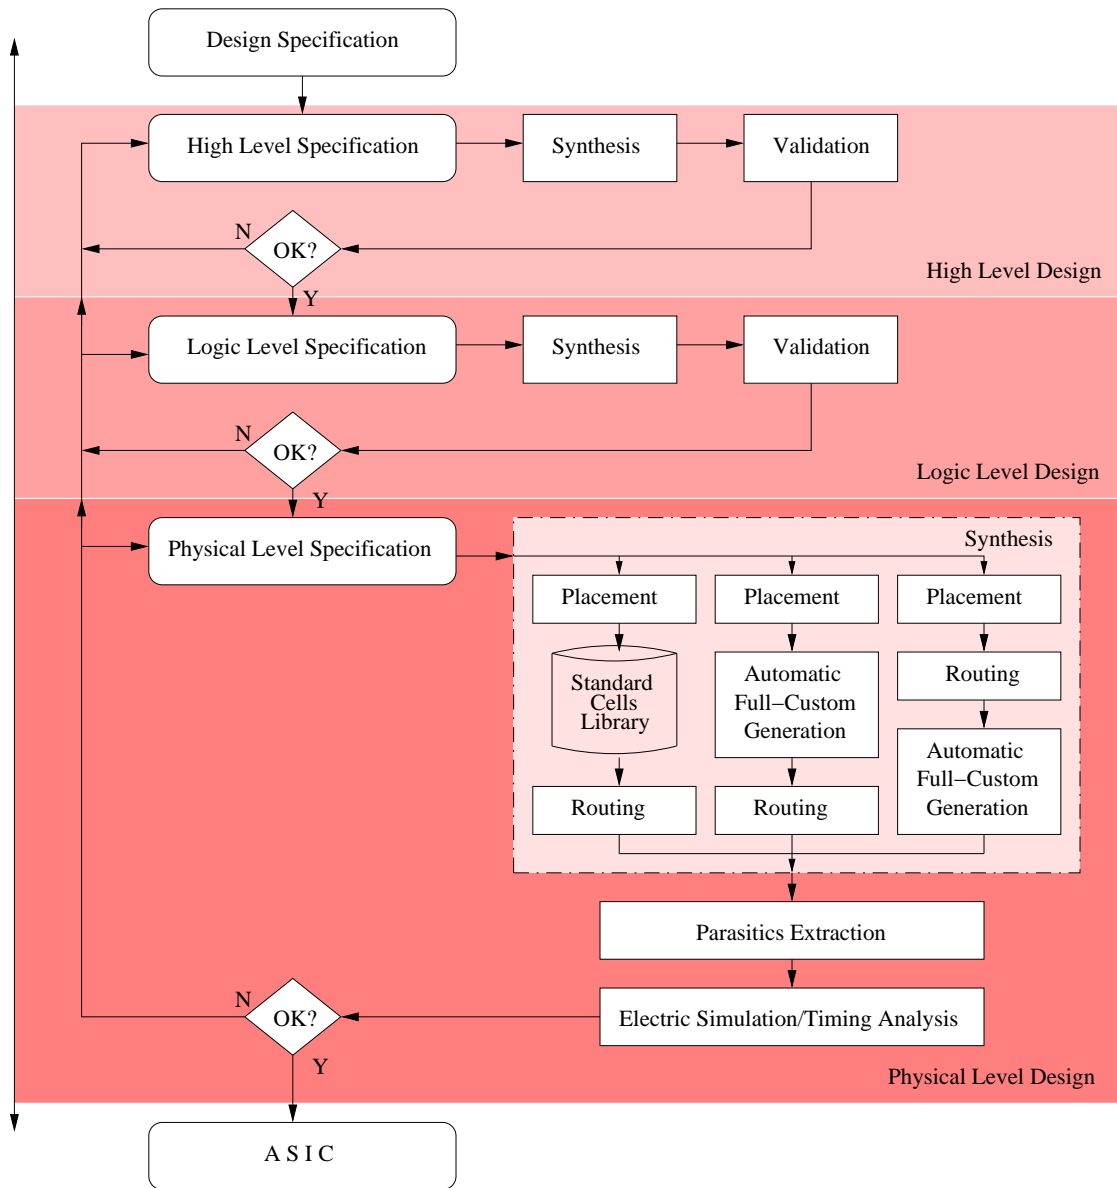 Design Specification
High Level Specification
Synthesis
Validation
N
OK?
Y
High Level Design
Logic Level Specification
Synthesis
Validation
N
OK?
Y
Logic Level Design
Physical Level Specification
Synthesis
Placement
Standard
Cells
Library
Routing
Placement
Automatic
Full−Custom
Generation
Routing
Placement
Routing
Automatic
Full−Custom
Generation
Parasitics Extraction
Electric Simulation/Timing Analysis
N
OK?
Y
Physical Level Design
A S I C